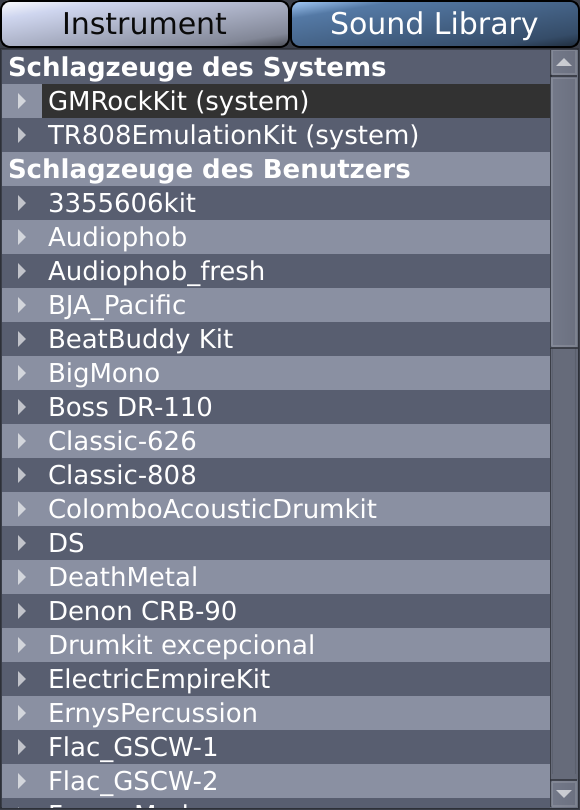 Instrument
Sound Library
Schlagzeuge des Systems
GMRockKit (system)
TR808EmulationKit (system)
Schlagzeuge des Benutzers
3355606kit
Audiophob
Audiophob_fresh
BJA_Pacific
BeatBuddy Kit
BigMono
Boss DR-110
Classic-626
Classic-808
ColomboAcousticDrumkit
DS
DeathMetal
Denon CRB-90
Drumkit excepcional
ElectricEmpireKit
ErnysPercussion
Flac_GSCW-1
Flac_GSCW-2